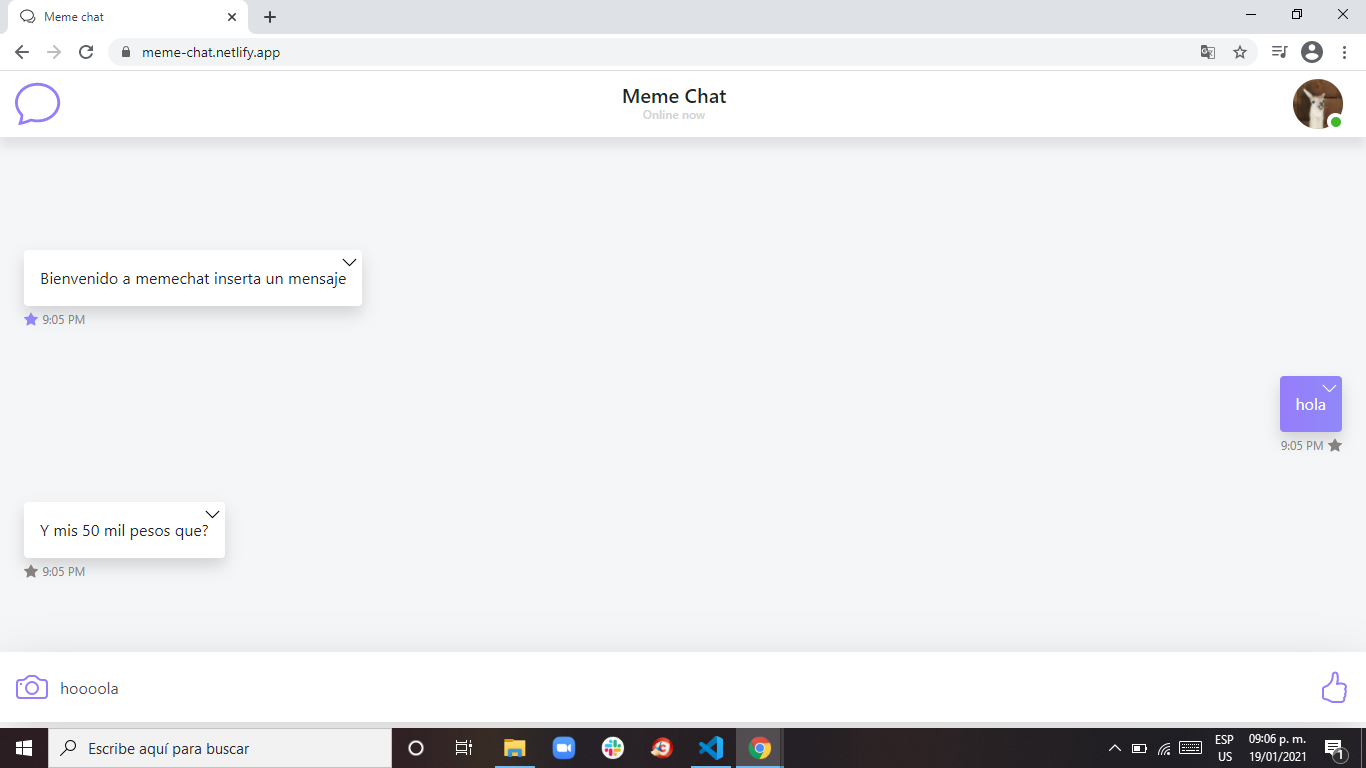 Meme chat
meme-chat.netlify.app
Meme Chat
Online now
Bienvenido a memechat inserta un mensaje
9:05 PM
hola
9:05 PM
Y mis 50 mil pesos que?
9:05 PM
hoooola
Escribe aquí para buscar
ESP
US
09:06 p. m.
19/01/2021
1